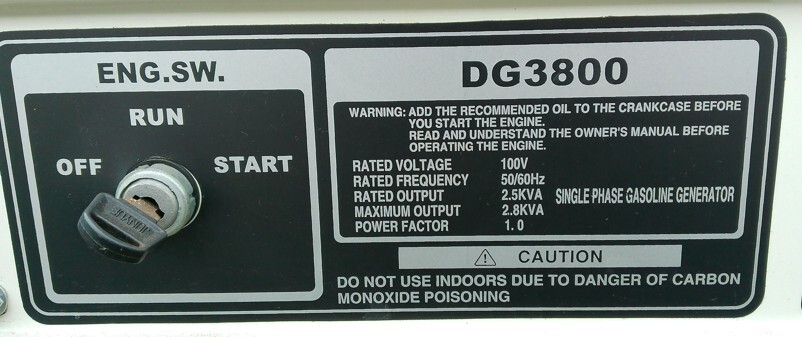 ENG.SW.
RUN
OFF
START
DG3800
WARNING: ADD THE RECOMMENDED OIL TO THE CRANKCASE BEFORE
YOU START THE ENGINE.
READ AND UNDERSTAND THE OWNER'S MANUAL BEFORE
OPERATING THE ENGINE.
RATED VOLTAGE 100V
RATED FREQUENCY 50/60Hz
RATED OUTPUT 2.5KVA SINGLE PHASE GASOLINE GENERATOR
MAXIMUM OUTPUT 2.8KVA
POWER FACTOR 1.0
CAUTION
DO NOT USE INDOORS DUE TO DANGER OF CARBON
MONOXIDE POISONING